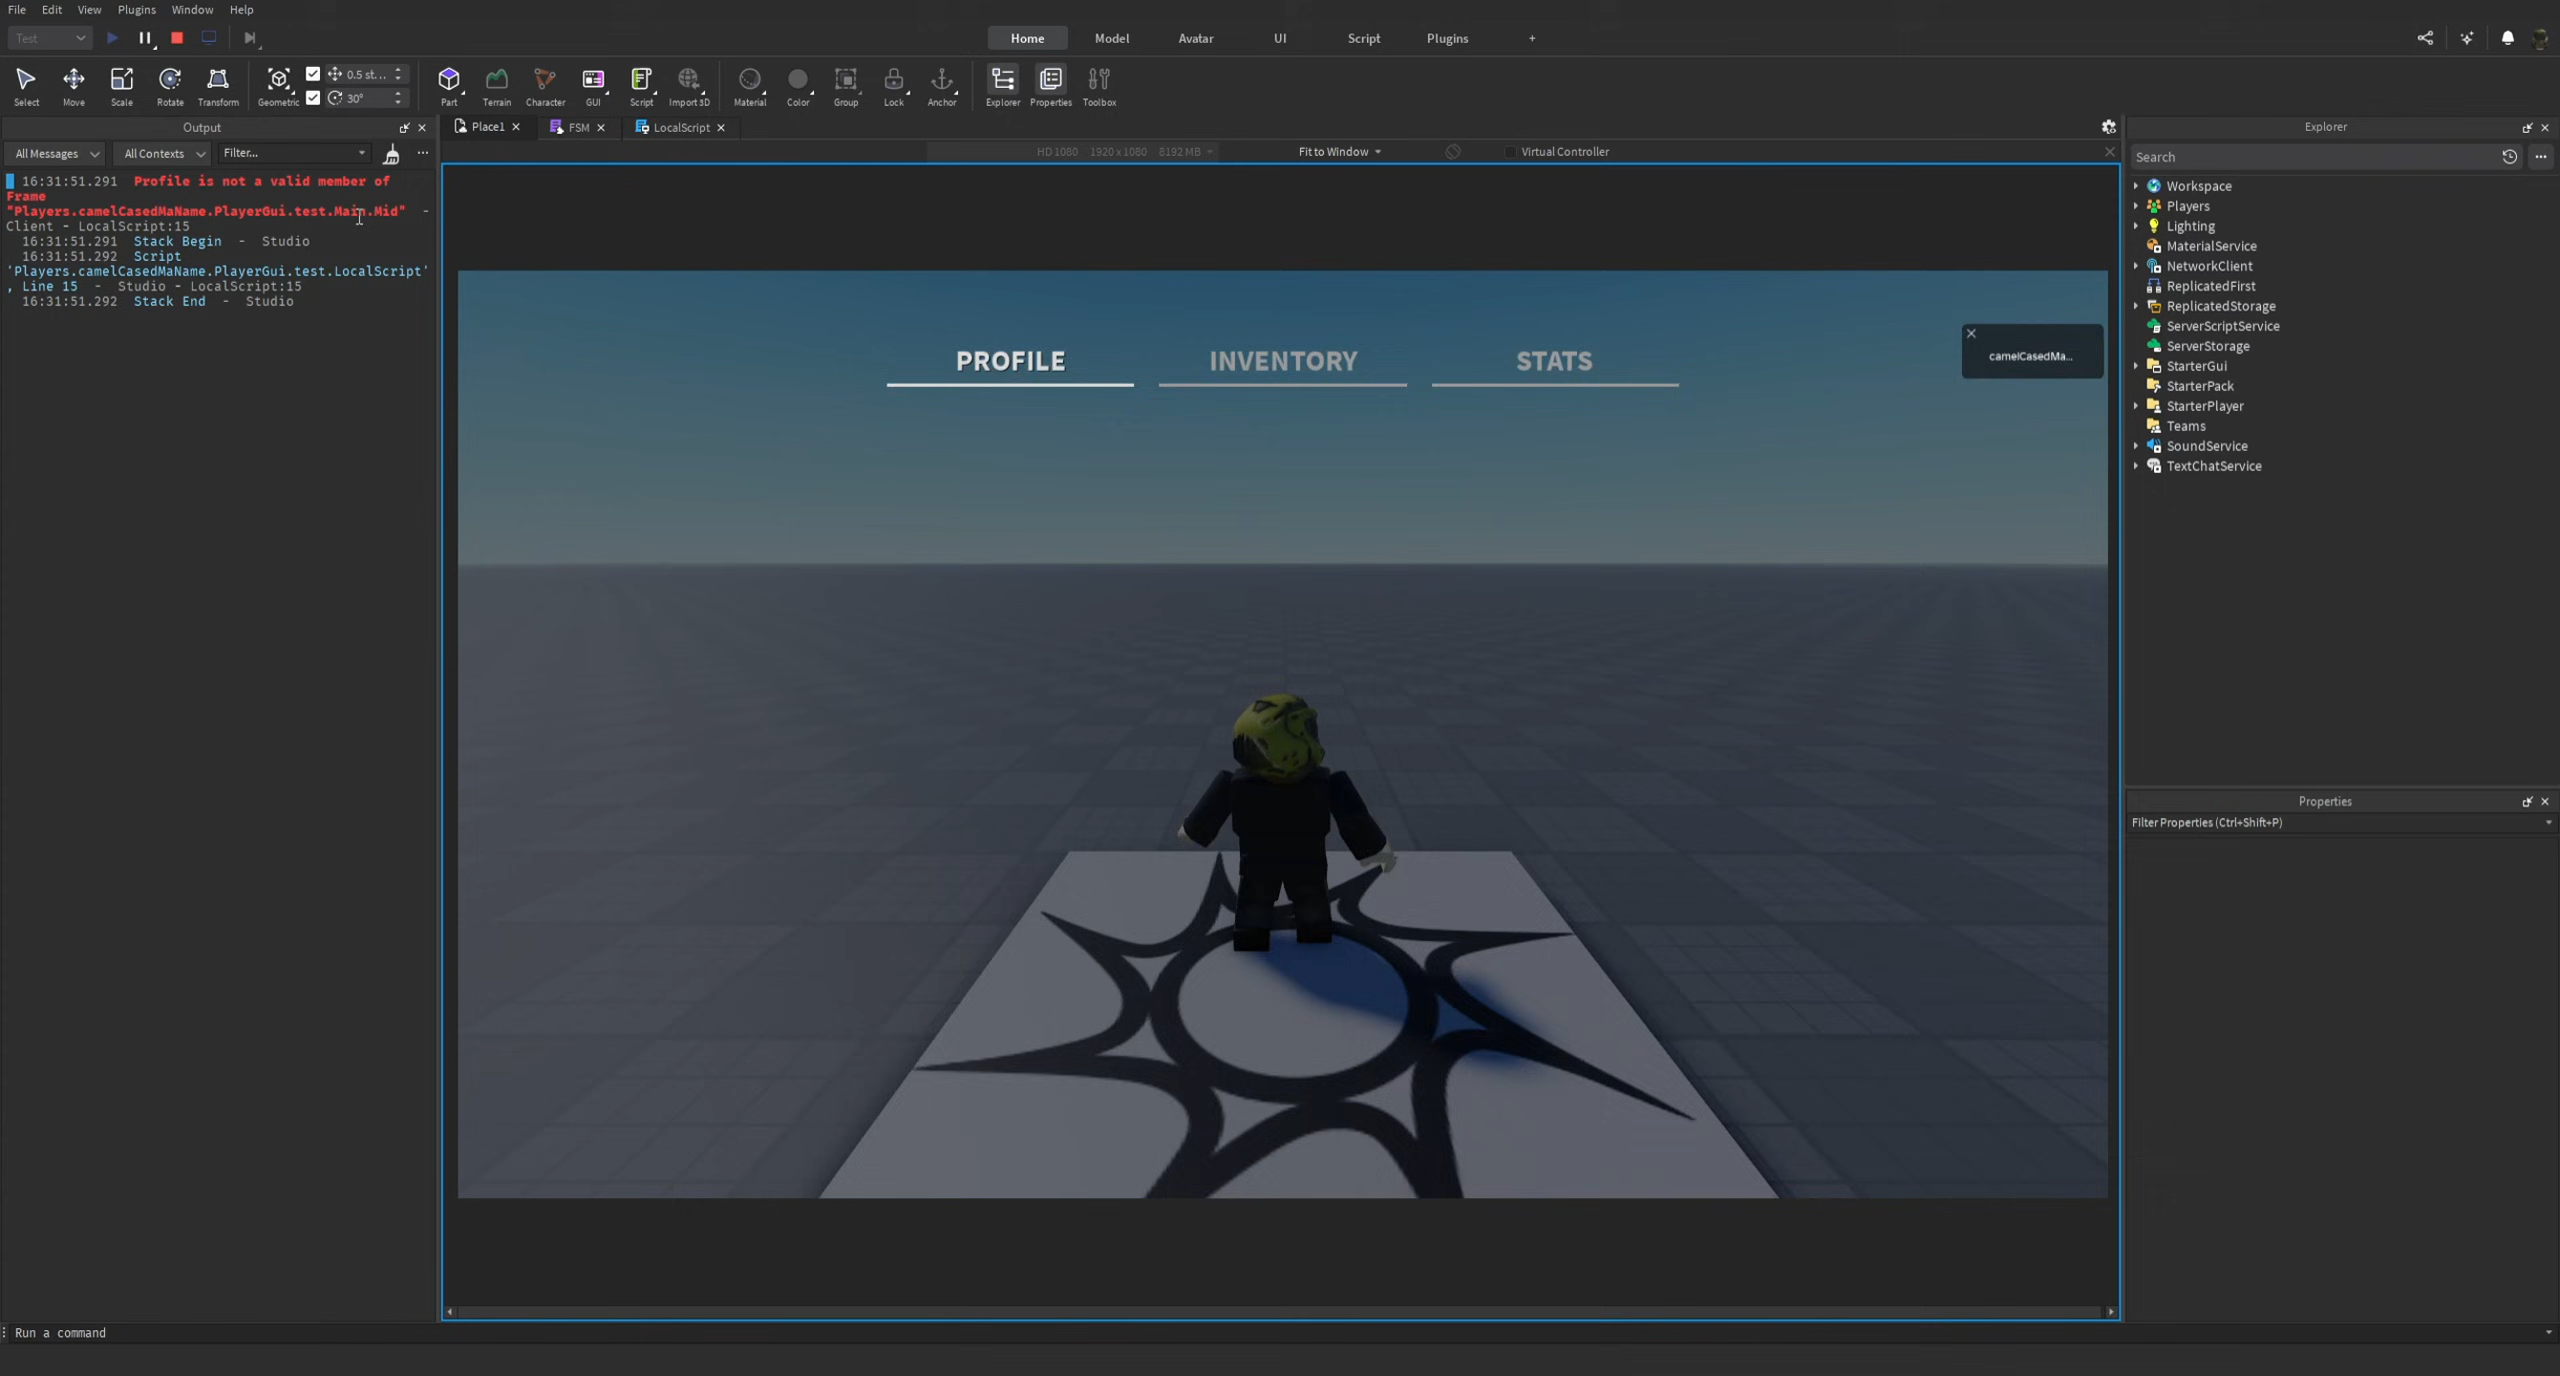 File Edit View Plugins Window Help
Test
Home Model Avatar UI Script Plugins +
Select Move Scale Rotate Transform Geometric 0.5 st... 30° Part Terrain Character GUI Script Import 3D Material Color Group Lock Anchor Explorer Properties Toolbox
Output
All Messages All Contexts Filter... ...
16:31:51.291 Profile is not a valid member of
Frame
"Players.camelCasedMaName.PlayerGui.test.Main.Mid" -
Client - LocalScript:15
16:31:51.291 Stack Begin - Studio
16:31:51.292 Script
'Players.camelCasedMaName.PlayerGui.test.LocalScript'
, Line 15 - Studio - LocalScript:15
16:31:51.292 Stack End - Studio
Place1 FSM LocalScript
HD 1080 1920 x 1080 8192 MB Fit to Window Virtual Controller
PROFILE INVENTORY STATS
camelCasedMa...
Explorer
Search
Workspace
Players
Lighting
MaterialService
NetworkClient
ReplicatedFirst
ReplicatedStorage
ServerScriptService
ServerStorage
StarterGui
StarterPack
StarterPlayer
Teams
SoundService
TextChatService
Properties
Filter Properties (Ctrl+Shift+P)
Run a command